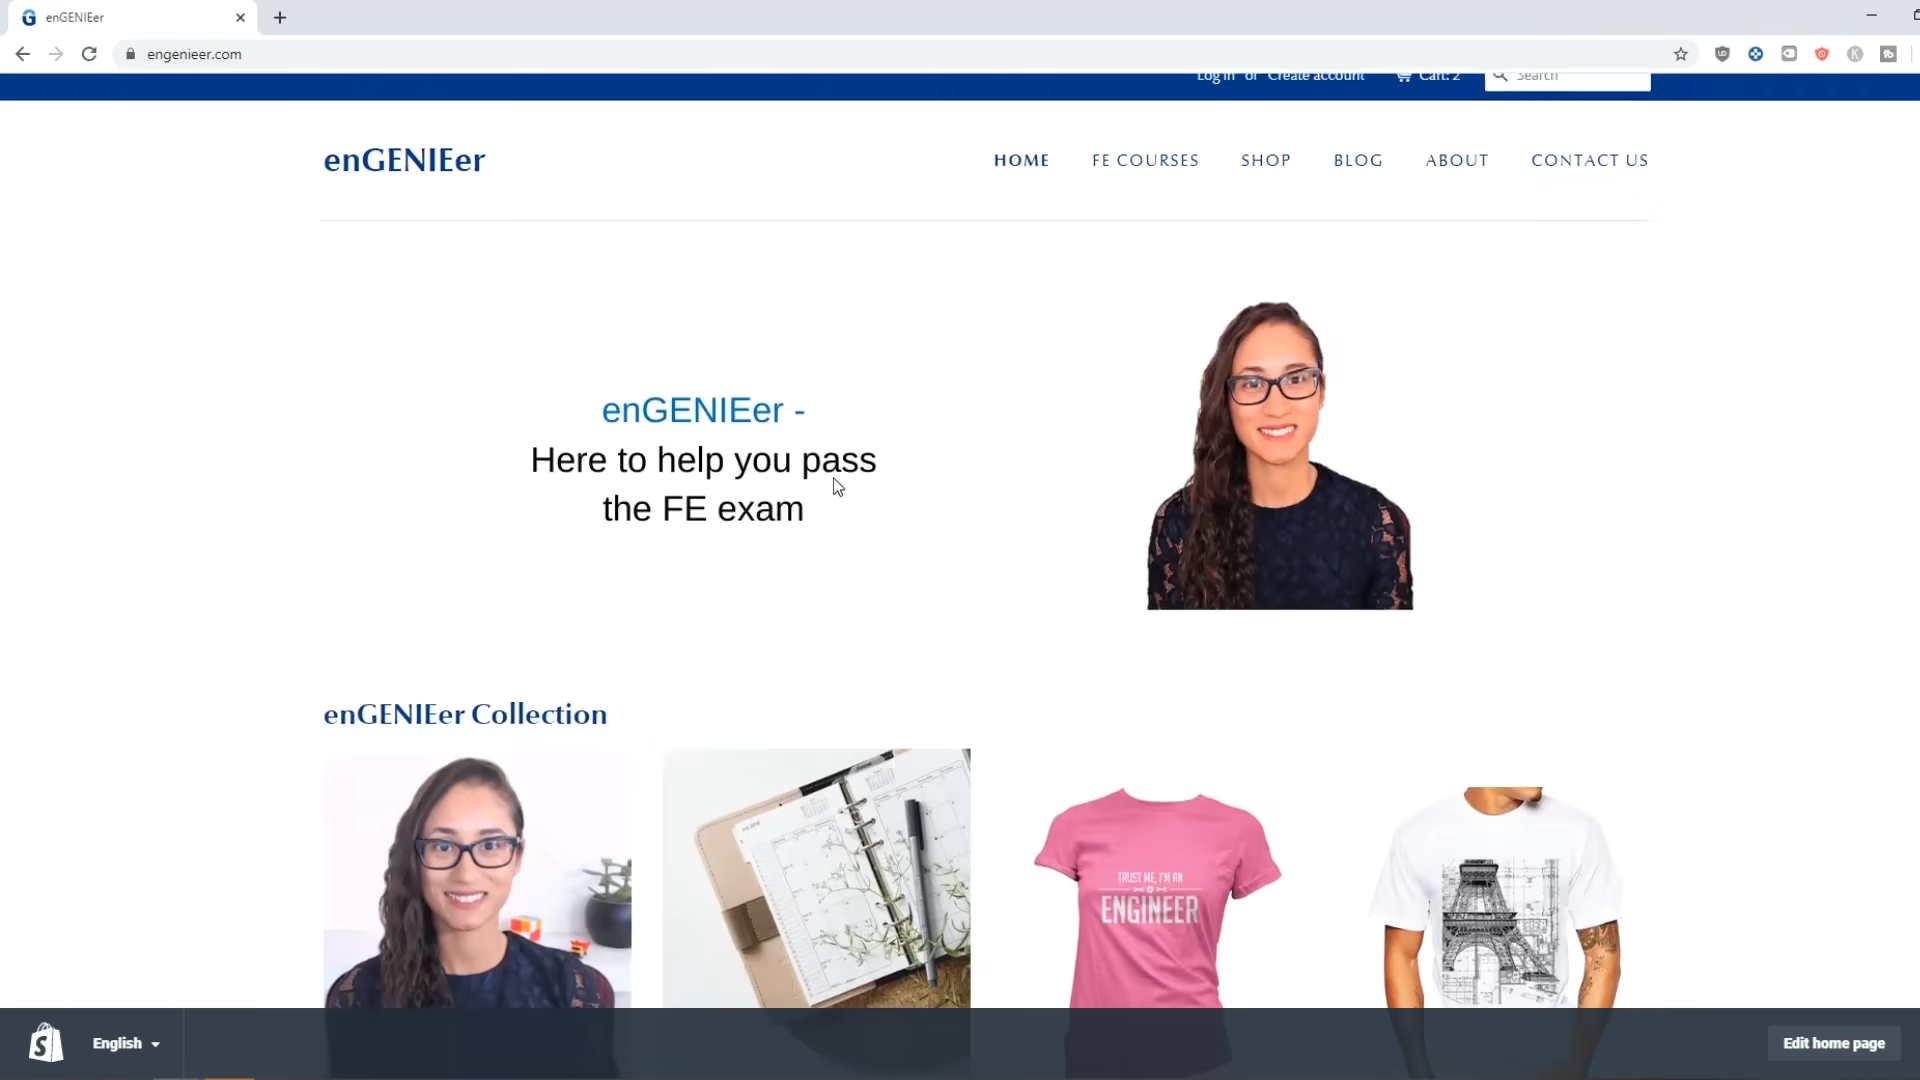 enGENIEer
engenieer.com
Log in or Create account Cart: 2 Search
enGENIEer
HOME FE COURSES SHOP BLOG ABOUT CONTACT US
enGENIEer -
Here to help you pass
the FE exam
enGENIEer Collection
TRUST ME, I'M AN
ENGINEER
English
Edit home page